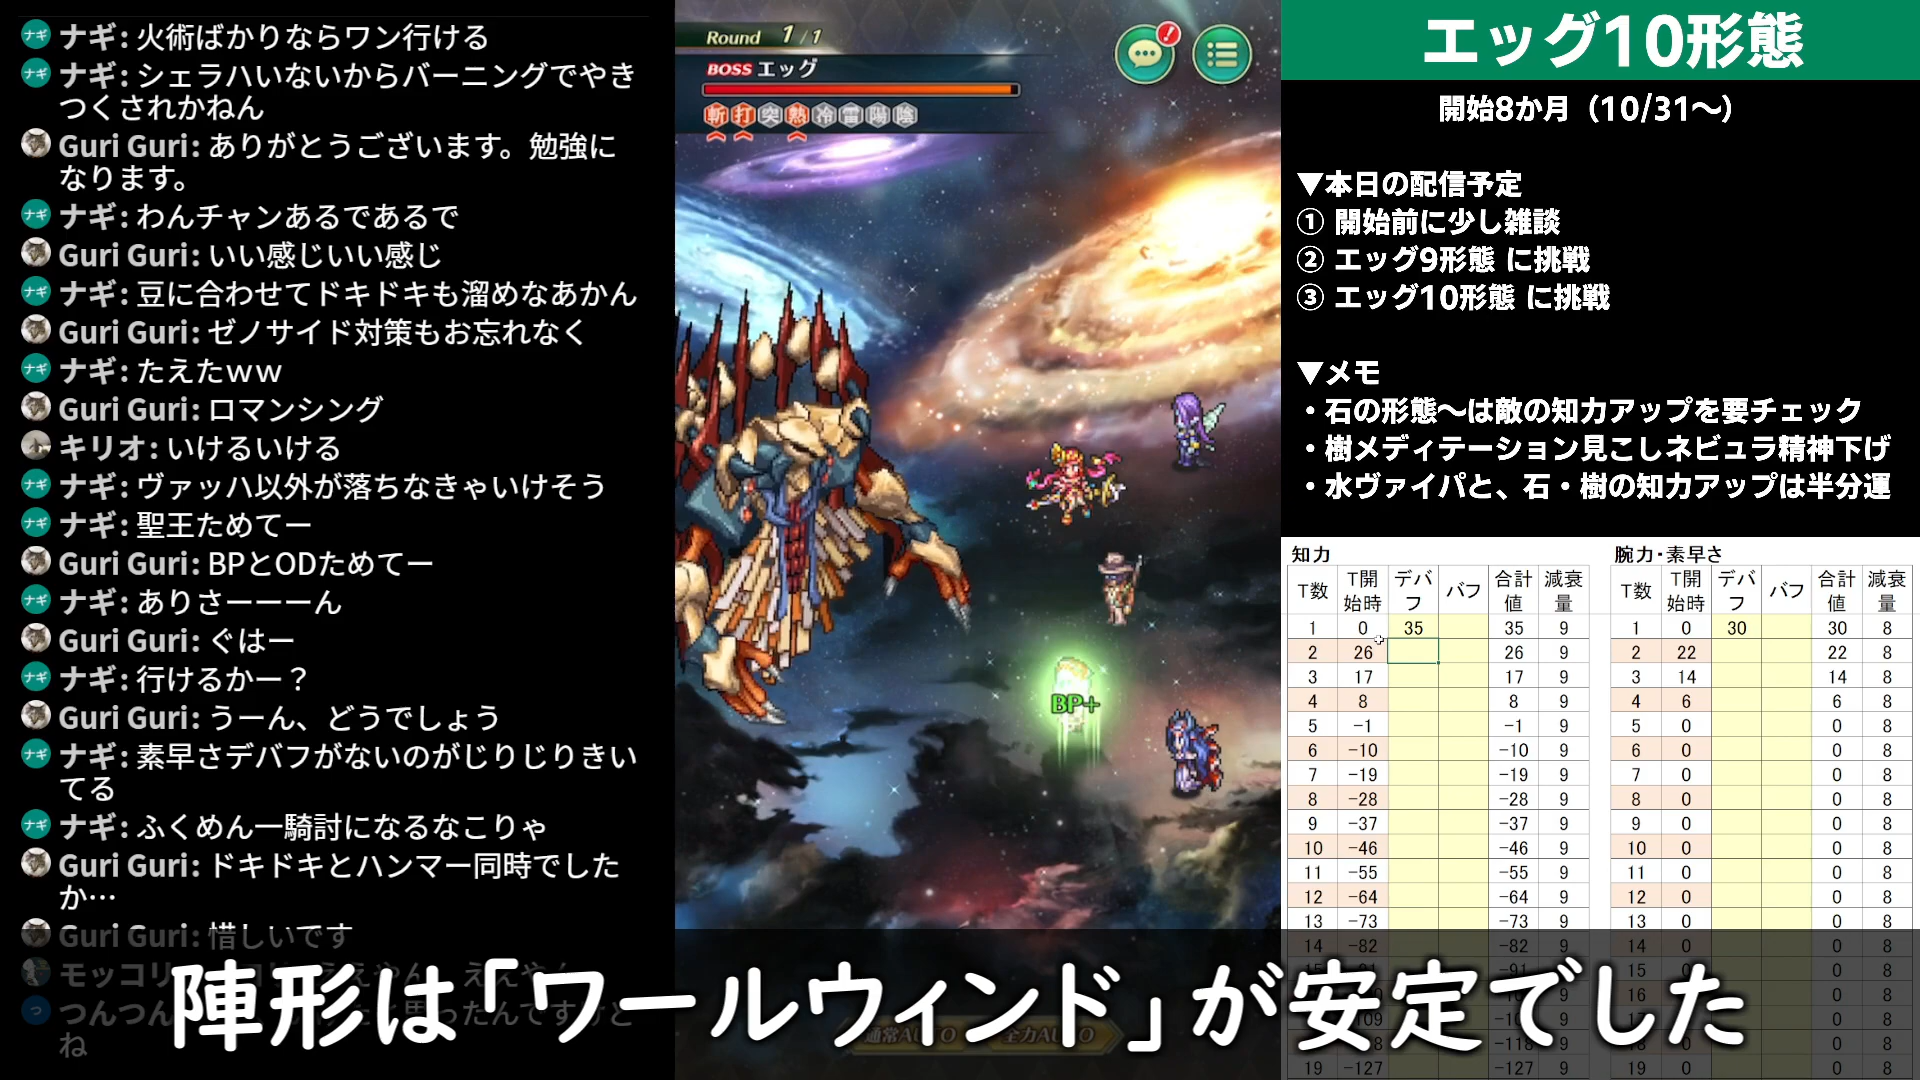 ナギ: 火術ばかりならワン行ける
ナギ: シェラハいないからバーニングでやき
つくされかねん
Guri Guri: ありがとうございます。勉強に
なります。
ナギ: わんチャンあるであるで
Guri Guri: いい感じいい感じ
ナギ: 豆に合わせてドキドキも溜めなあかん
Guri Guri: ゼノサイド対策もお忘れなく
ナギ: たえたｗｗ
Guri Guri: ロマンシング
キリオ: いけるいける
ナギ: ヴァッハ以外が落ちなきゃいけそう
ナギ: 聖王ためてー
Guri Guri: BPとODためてー
ナギ: ありさーーーん
Guri Guri: ぐはー
ナギ: 行けるかー？
Guri Guri: うーん、どうでしょう
ナギ: 素早さデバフがないのがじりじりきい
てる
ナギ: ふくめん一騎討になるなこりゃ
Guri Guri: ドキドキとハンマー同時でした
か…
Guri Guri: 惜しいです
モッコリ
つんつん
ね
Round 1/1
BOSS エッグ
斬 打 突 熱 冷 雷 陽 陰
BP+
通常AUTO 全力AUTO
エッグ10形態
開始8か月（10/31～）
▼本日の配信予定
① 開始前に少し雑談
② エッグ9形態 に挑戦
③ エッグ10形態 に挑戦
▼メモ
・石の形態～は敵の知力アップを要チェック
・樹メディテーション見こしネビュラ精神下げ
・水ヴァイパと、石・樹の知力アップは半分運
知力
T数 T開始時 デバフ バフ 合計値 減衰量
1 0 35 35 9
2 26 26 9
3 17 17 9
4 8 8 9
5 -1 -1 9
6 -10 -10 9
7 -19 -19 9
8 -28 -28 9
9 -37 -37 9
10 -46 -46 9
11 -55 -55 9
12 -64 -64 9
13 -73 -73 9
14 -82 -82 9
19 -127 -127 9
腕力・素早さ
T数 T開始時 デバフ バフ 合計値 減衰量
1 0 30 30 8
2 22 22 8
3 14 14 8
4 6 6 8
5 0 0 8
6 0 0 8
7 0 0 8
8 0 0 8
9 0 0 8
10 0 0 8
11 0 0 8
12 0 0 8
13 0 0 8
14 0 0 8
15 0 0 8
16 0 0 8
19 0 0 8
陣形は「ワールウィンド」が安定でした